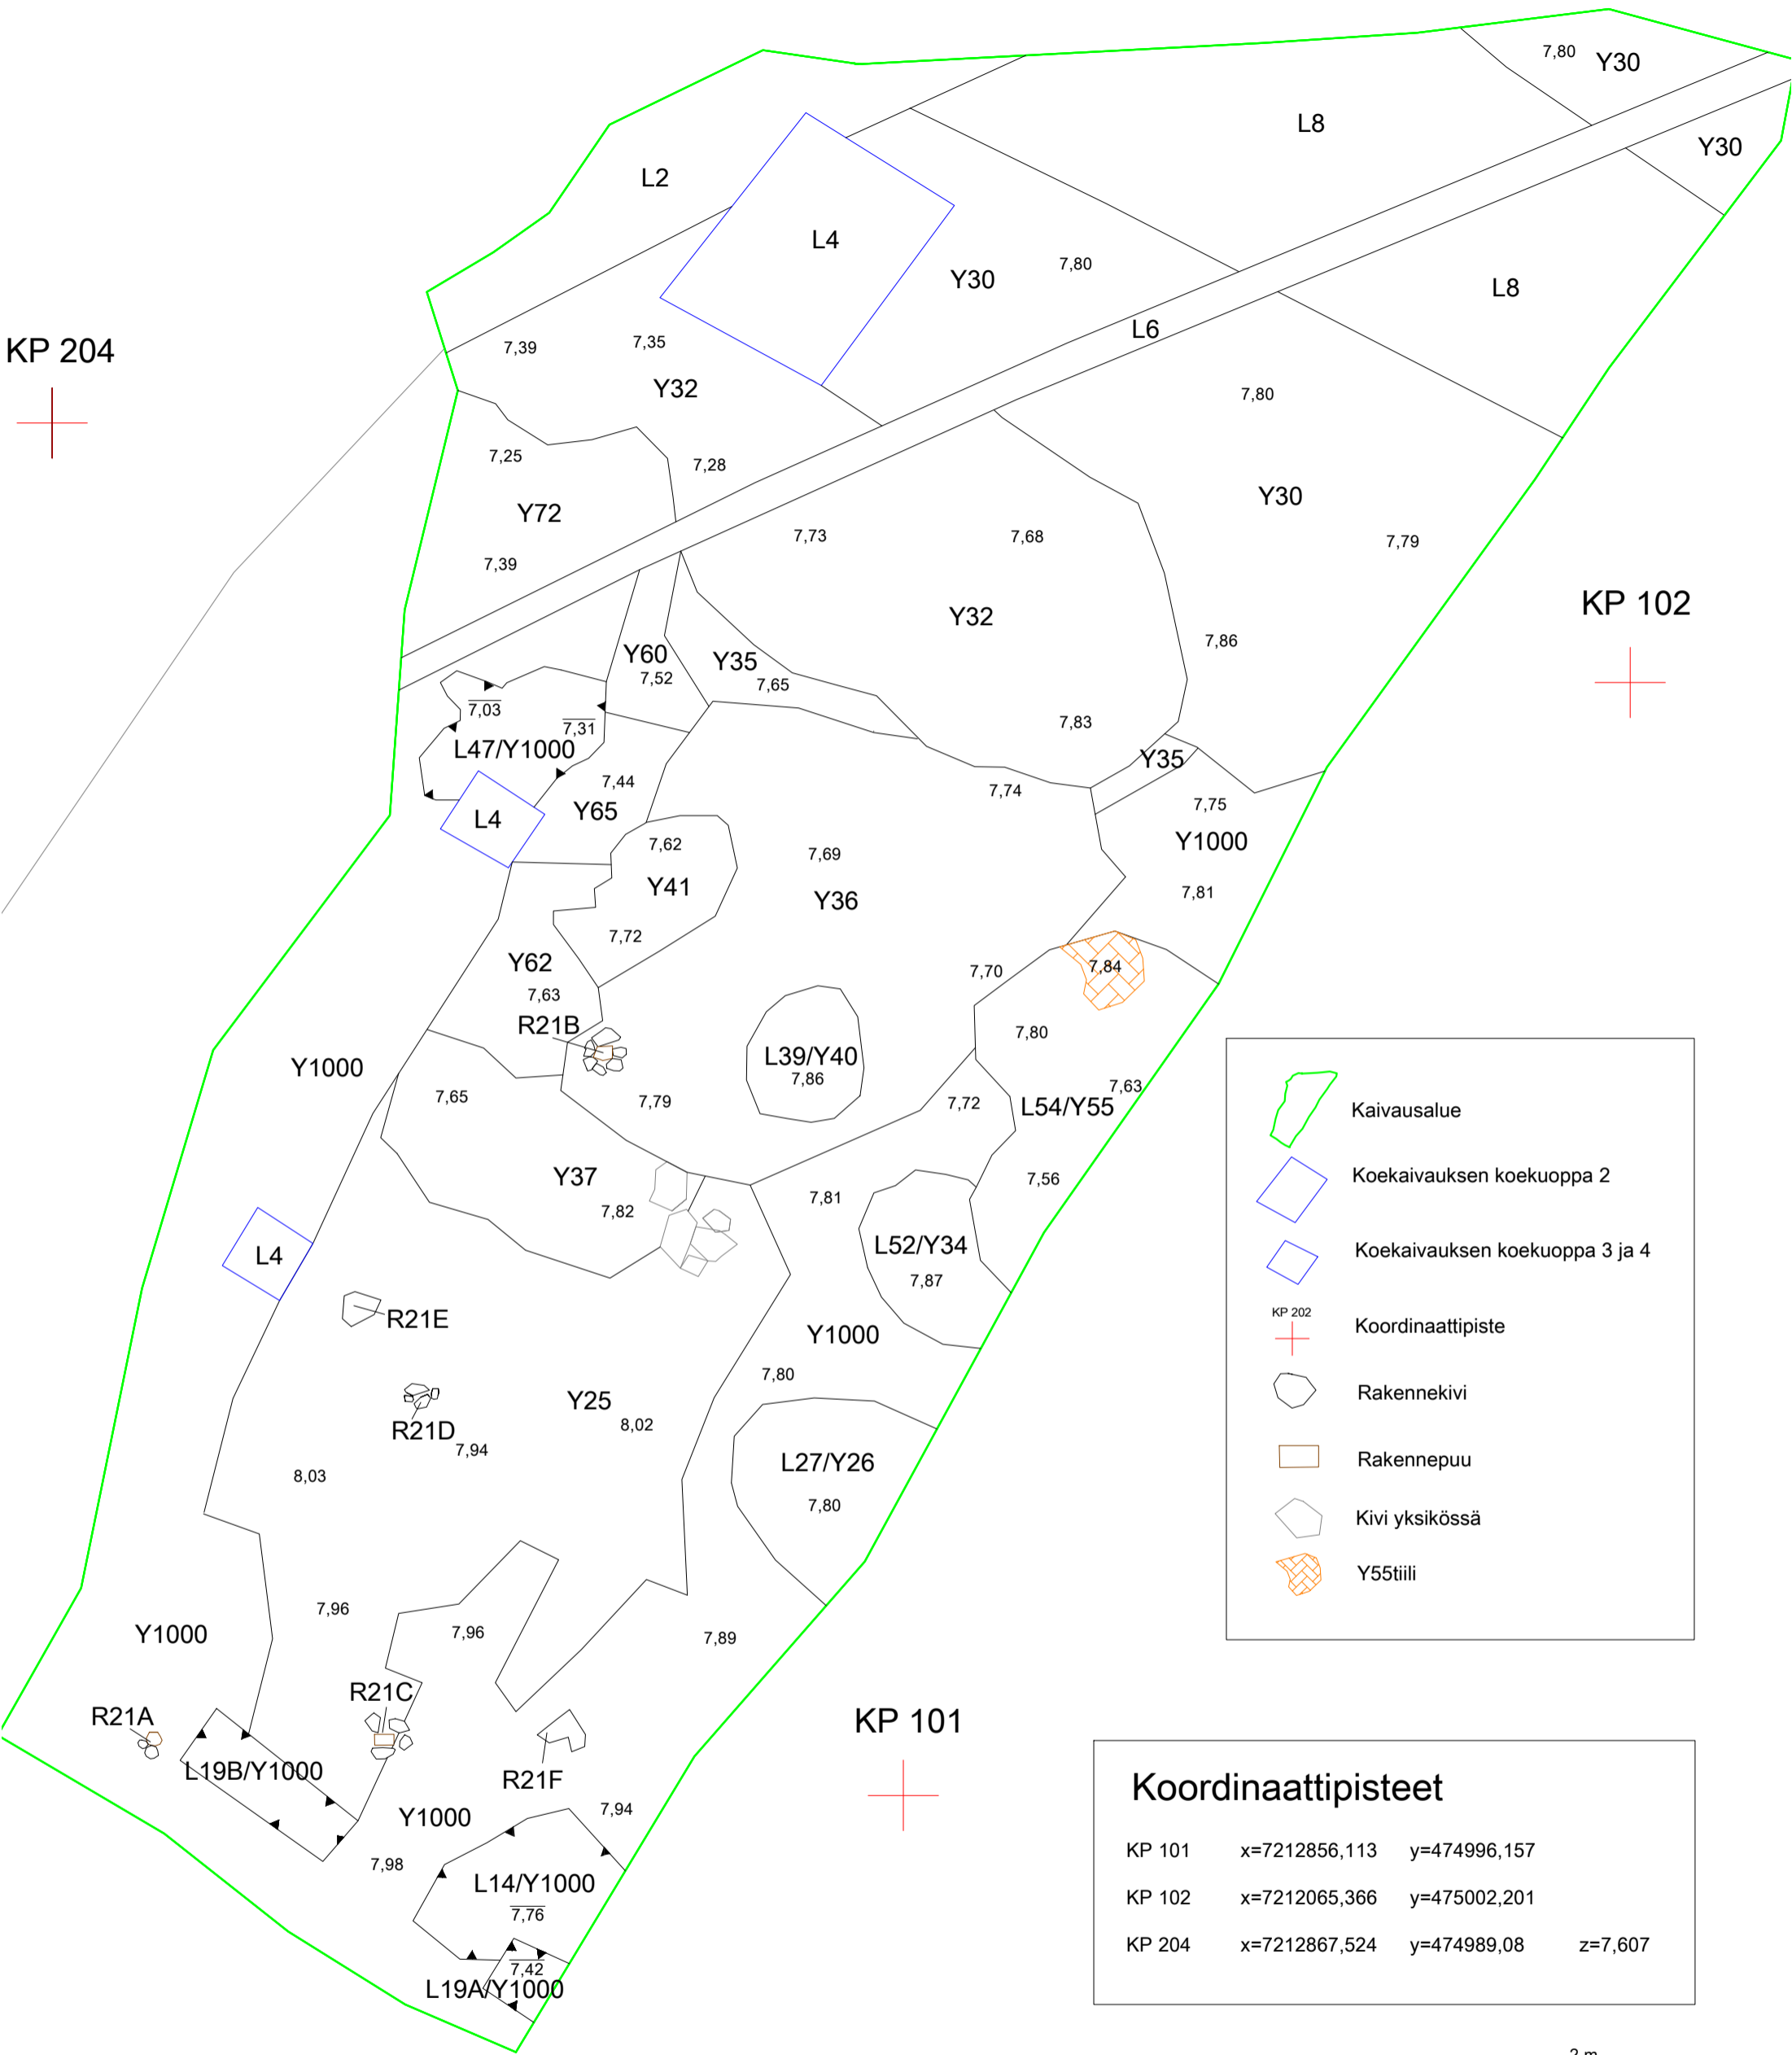 7,80
Y30
L8
Y30
L2
L4
Y30
7,80
L8
L6
KP 204
7,39
7,35
Y32
7,80
7,25
7,28
Y30
Y72
7,73
7,68
7,79
7,39
KP 102
Y32
7,86
Y60
7,52
Y35
7,65
7,03
7,31
7,83
L47/Y1000
Y35
7,44
7,74
7,75
Y65
L4
Y1000
7,62
7,69
Y41
7,81
Y36
7,72
Y62
7,70
7,84
7,63
R21B
7,80
Y1000
L39/Y40
7,86
7,63
7,65
7,79
7,72
L54/Y55
Y37
7,56
7,82
7,81
L4
L52/Y34
7,87
R21E
Y1000
7,80
Y25
8,02
R21D
7,94
L27/Y26
8,03
7,80
7,96
7,96
Y1000
7,89
R21C
R21A
KP 101
L19B/Y1000
R21F
7,94
Y1000
7,98
L14/Y1000
7,76
7,42
L19A/Y1000
Kaivausalue
Koekaivauksen koekuoppa 2
Koekaivauksen koekuoppa 3 ja 4
KP 202
Koordinaattipiste
Rakennekivi
Rakennepuu
Kivi yksikössä
Y55tiili
Koordinaattipisteet
KP 101 x=7212856,113 y=474996,157
KP 102 x=7212065,366 y=475002,201
KP 204 x=7212867,524 y=474989,08 z=7,607
2 m